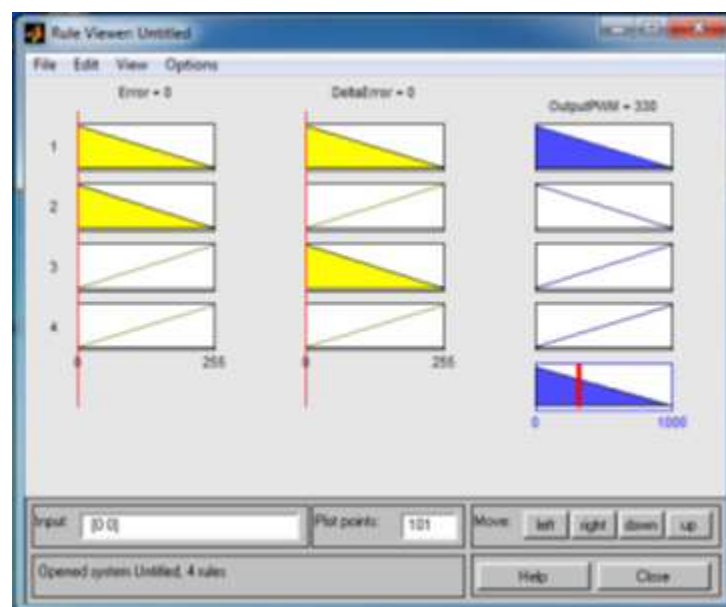 Rule Viewer: Untitled
File Edit View Options
Error = 0 DeltaError = 0 OutputPWM = 330
1
2
3
4
0 255 0 255
0 1000
Input: [0 0] Plot points: 101 Move: left right down up
Opened system Untitled, 4 rules Help Close